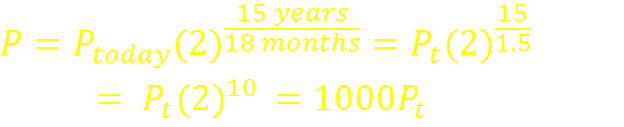 P = P_today (2)^(15 years / 18 months) = P_t (2)^(15 / 1.5)
= P_t (2)^10 = 1000P_t